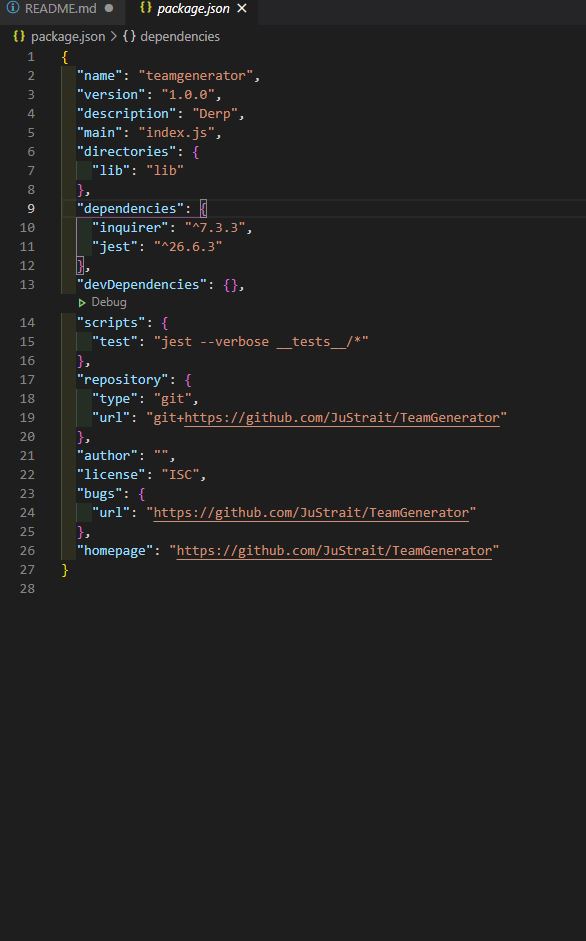 README.md
package.json
package.json > {} dependencies
1 {
2 "name": "teamgenerator",
3 "version": "1.0.0",
4 "description": "Derp",
5 "main": "index.js",
6 "directories": {
7 "lib": "lib"
8 },
9 "dependencies": {
10 "inquirer": "^7.3.3",
11 "jest": "^26.6.3"
12 },
13 "devDependencies": {},
Debug
14 "scripts": {
15 "test": "jest --verbose __tests__/*"
16 },
17 "repository": {
18 "type": "git",
19 "url": "git+https://github.com/JuStrait/TeamGenerator"
20 },
21 "author": "",
22 "license": "ISC",
23 "bugs": {
24 "url": "https://github.com/JuStrait/TeamGenerator"
25 },
26 "homepage": "https://github.com/JuStrait/TeamGenerator"
27 }
28